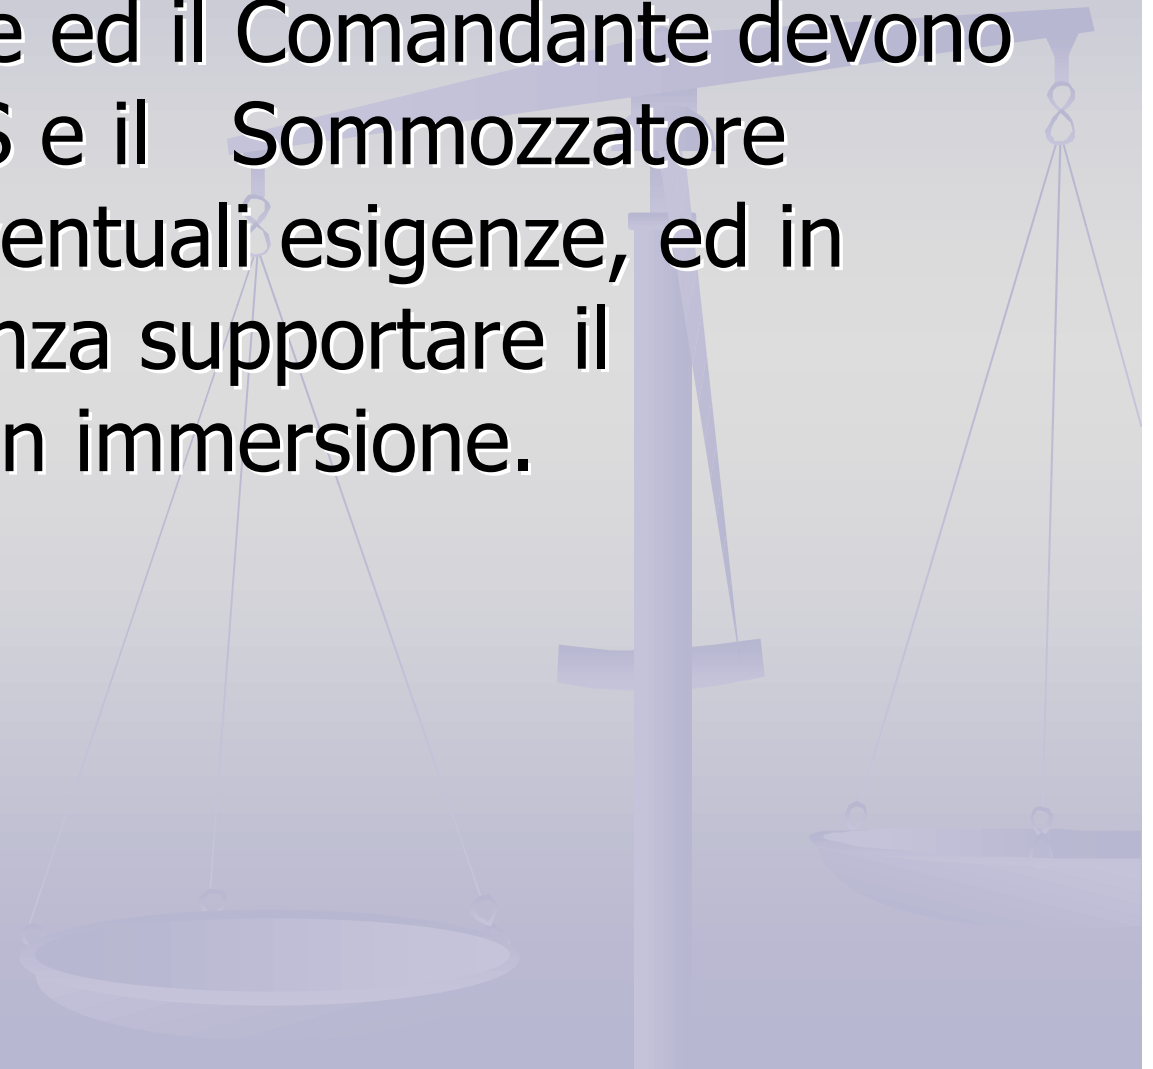 e ed il Comandante devono
S e il Sommozzatore
entuali esigenze, ed in
nza supportare il
n immersione.